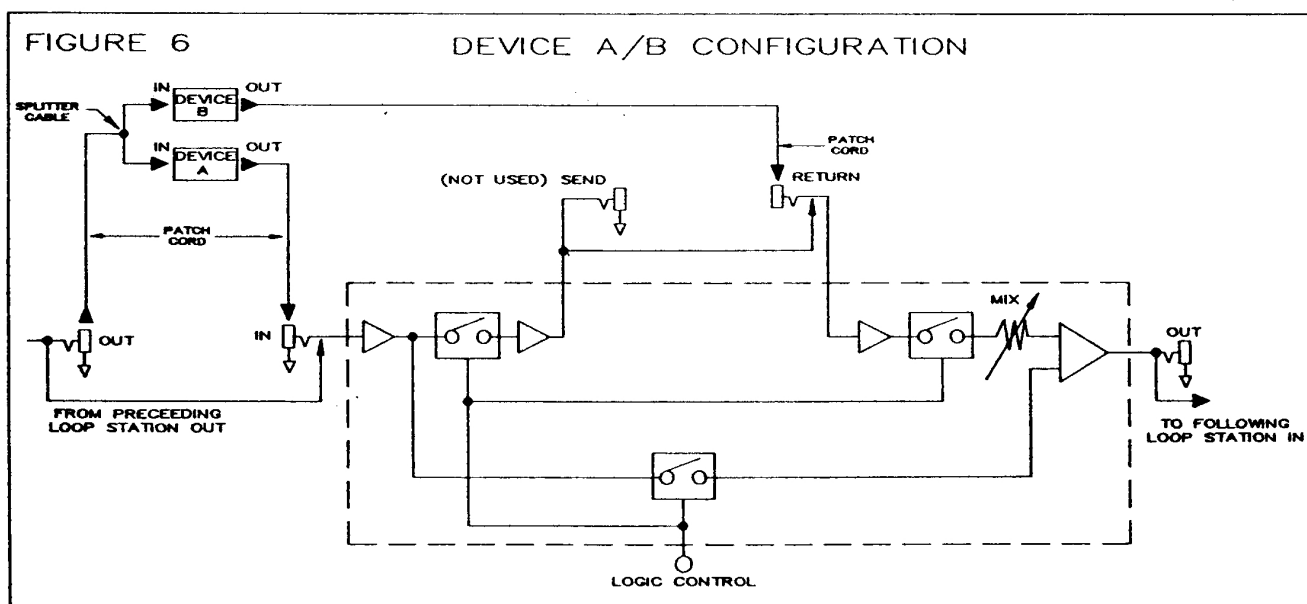 FIGURE 6
DEVICE A/B CONFIGURATION
SPLITTER
CABLE
IN
DEVICE
B
OUT
IN
DEVICE
A
OUT
PATCH
CORD
(NOT USED) SEND
PATCH
CORD
RETURN
OUT
IN
MIX
OUT
FROM PRECEEDING
LOOP STATION OUT
TO FOLLOWING
LOOP STATION IN
LOGIC CONTROL